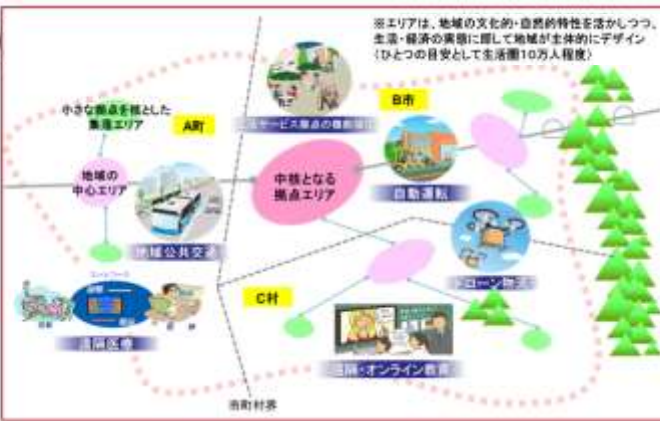 ※エリアは、地域の文化的・自然的特性を活かしつつ、
生活・経済の実態に即して地域が主体的にデザイン
(ひとつの目安として生活圏10万人程度)
小さな拠点を核とした
集落エリア
A町
B市
地域の
中心エリア
中核となる
拠点エリア
自動運転
地域公共交通
ドローン物流
C村
遠隔医療
遠隔・オンライン教育
市町村界